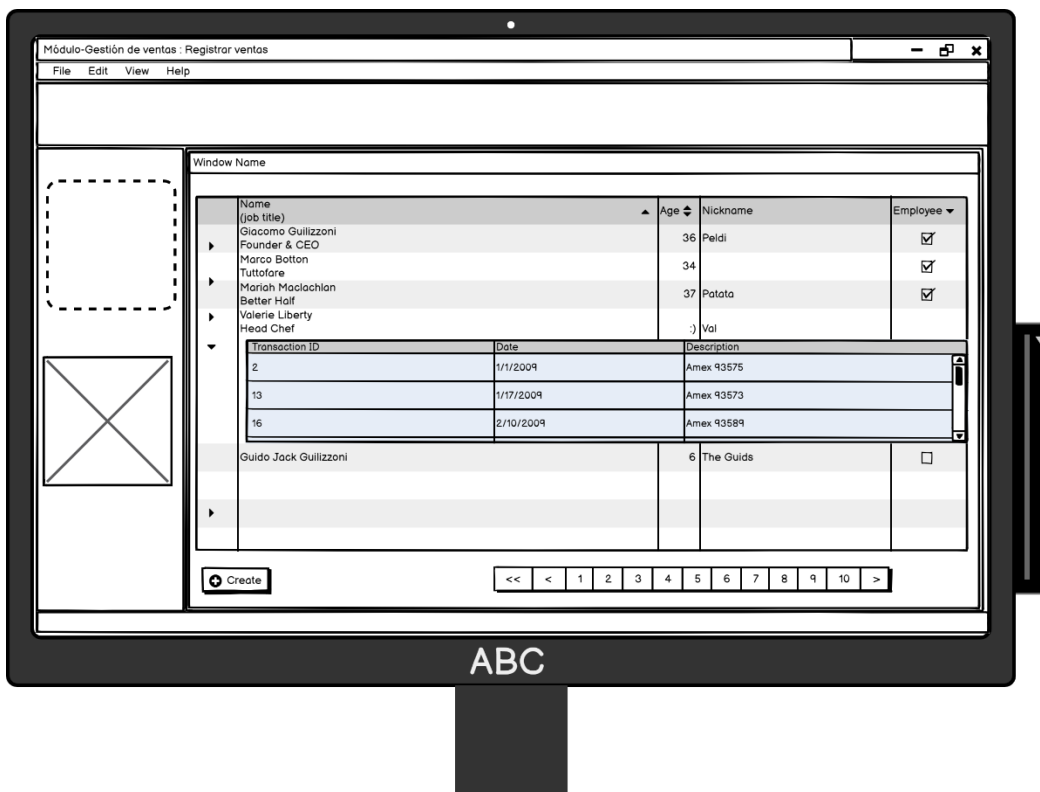 Módulo-Gestión de ventas : Registrar ventas
File Edit View Help
Window Name
Name
(job title)
Age
Nickname
Employee
Giacomo Guilizzoni
Founder & CEO
36
Peldi
Marco Botton
Tuttofare
34
Mariah Maclachlan
Better Half
37
Patata
Valerie Liberty
Head Chef
:)
Val
Transaction ID Date Description
2 1/1/2009 Amex 93575
13 1/17/2009 Amex 93573
16 2/10/2009 Amex 93589
Guido Jack Guilizzoni 6 The Guids
Create
<< < 1 2 3 4 5 6 7 8 9 10 >
ABC